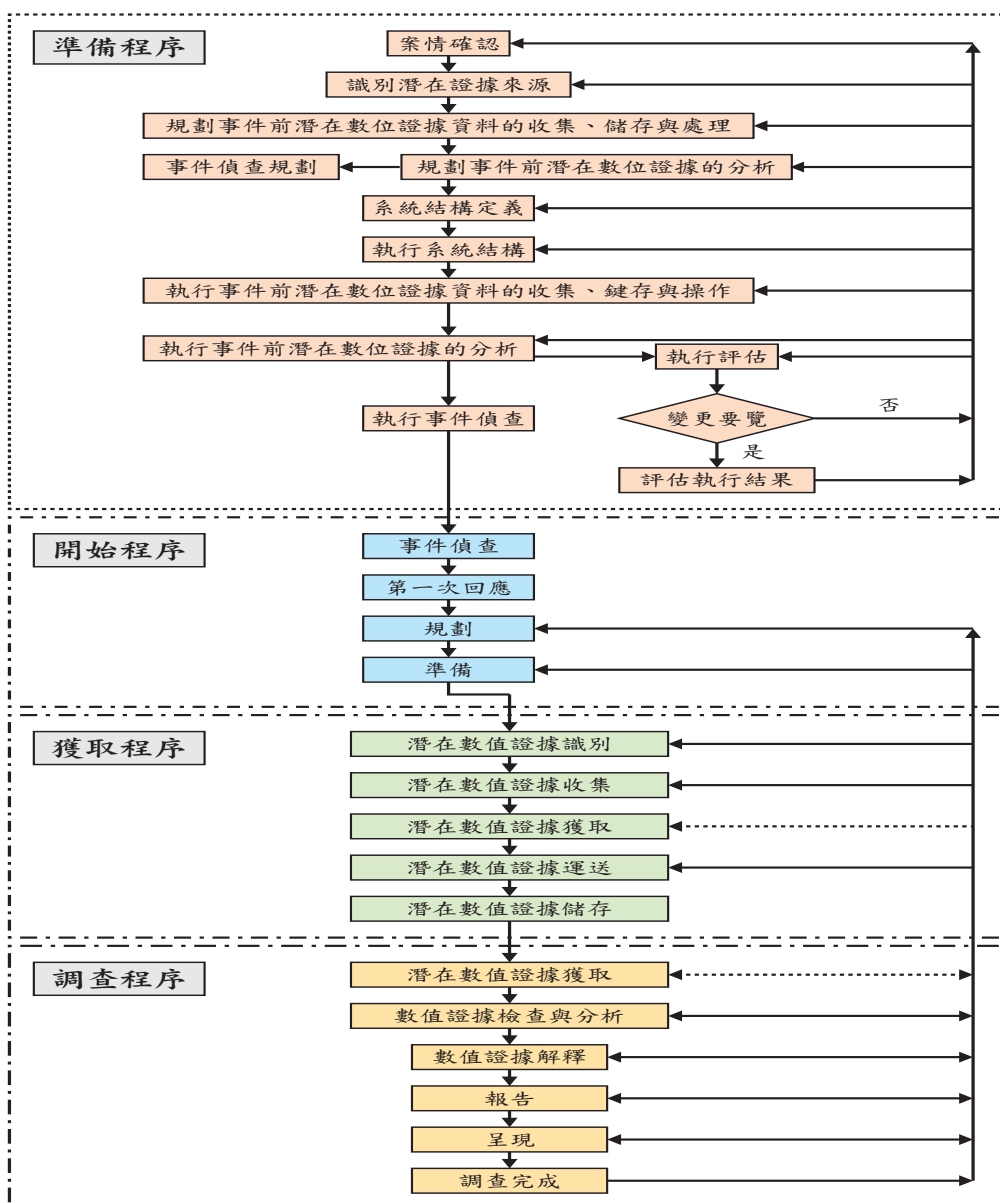 準備程序
案情確認
識別潛在證據來源
規劃事件前潛在數位證據資料的收集、儲存與處理
事件偵查規劃
規劃事件前潛在數位證據的分析
系統結構定義
執行系統結構
執行事件前潛在數位證據資料的收集、鍵存與操作
執行事件前潛在數位證據的分析
執行評估
執行事件偵查
變更要覽
否
是
評估執行結果
開始程序
事件偵查
第一次回應
規劃
準備
獲取程序
潛在數值證據識別
潛在數值證據收集
潛在數值證據獲取
潛在數值證據運送
潛在數值證據儲存
調查程序
潛在數值證據獲取
數值證據檢查與分析
數值證據解釋
報告
呈現
調查完成